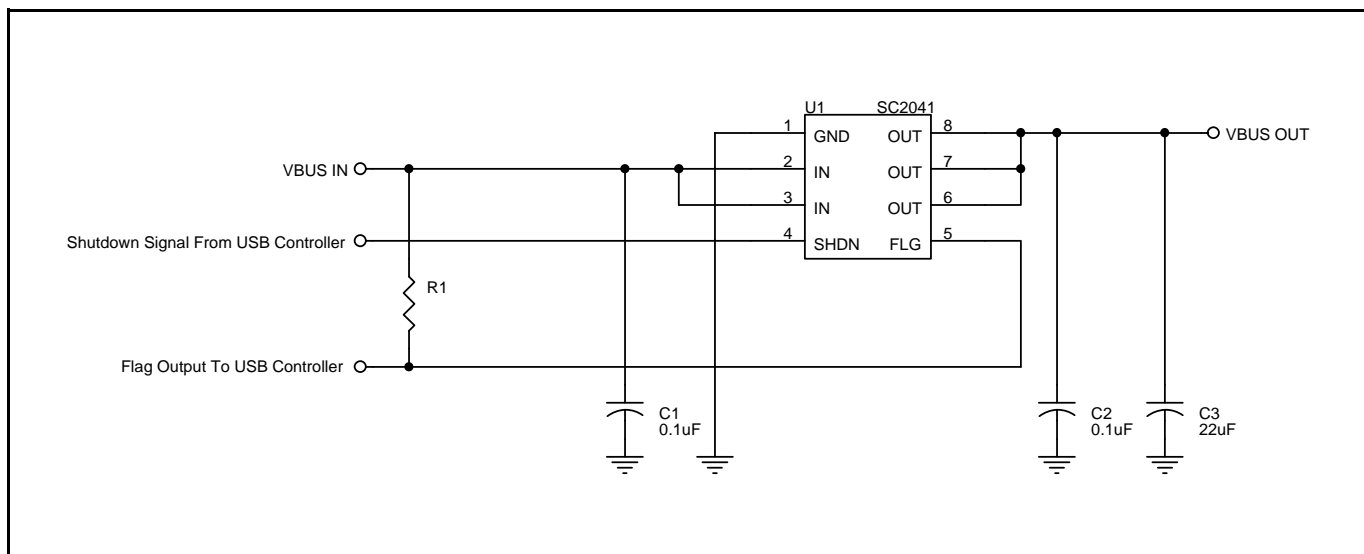 U1 SC2041
1 GND OUT 8
VBUS OUT
VBUS IN
2 IN OUT 7
3 IN OUT 6
Shutdown Signal From USB Controller
4 SHDN FLG 5
R1
Flag Output To USB Controller
C1
0.1uF
C2
0.1uF
C3
22uF